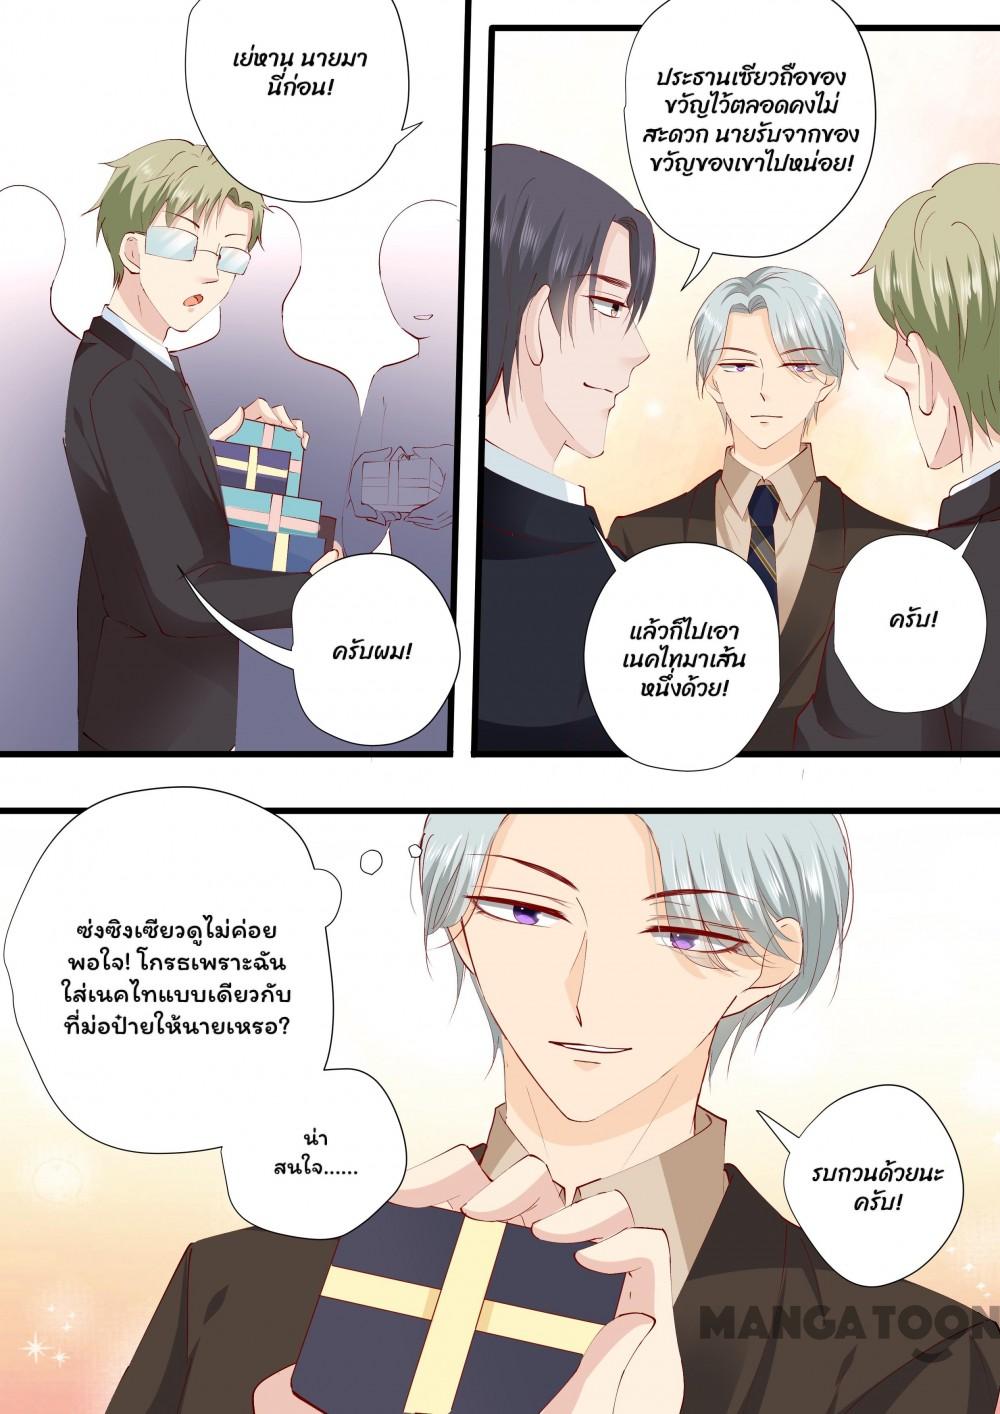 เย่หาน นายมา
นี่ก่อน!
ครับผม!
ประธานเซียวถือของ
ขวัญไว้ตลอดคงไม่
สะดวก นายรับจากของ
ขวัญของเขาไปหน่อย!
แล้วก็ไปเอา
เนคไทมาเส้น
หนึ่งด้วย!
ครับ!
ซ่งซิงเซียวดูไม่ค่อย
พอใจ! โกรธเพราะฉัน
ใส่เนคไทแบบเดียวกับ
ที่ม่อป๋ายให้นายเหรอ?
น่า
สนใจ......
รบกวนด้วยนะ
ครับ!
MANGATOON